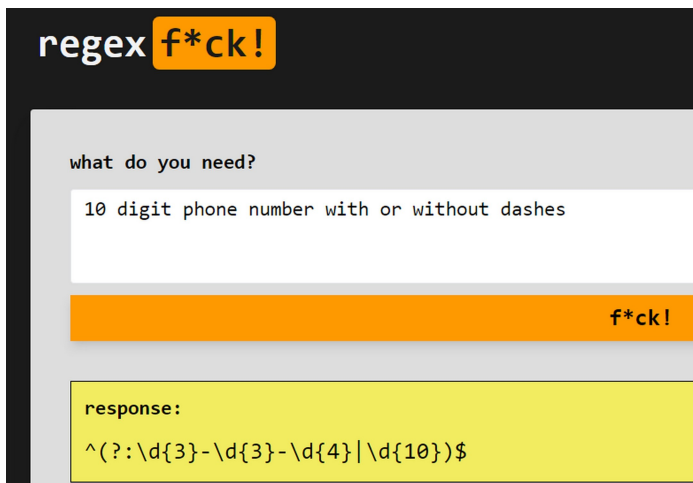 regex f*ck!
what do you need?
10 digit phone number with or without dashes
f*ck!
response:
^(?:\d{3}-\d{3}-\d{4}|\d{10})$